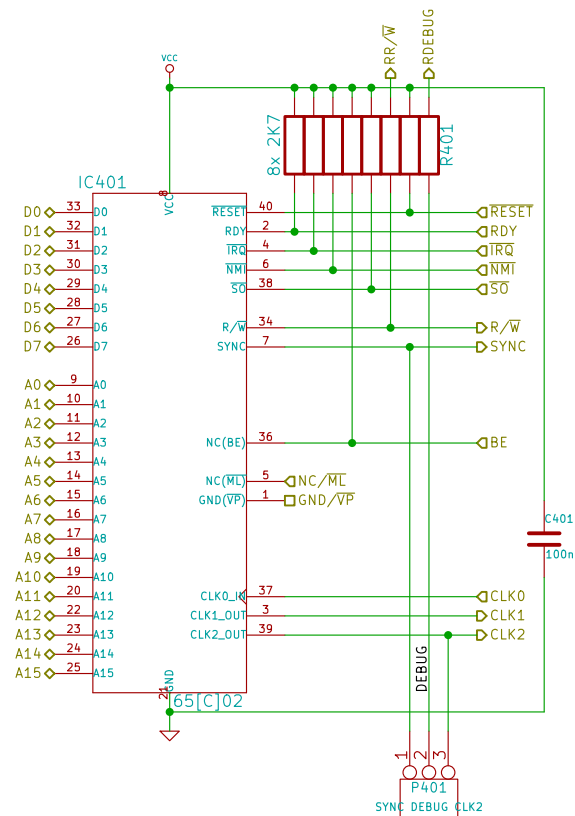 RR/W
RDEBUG
VCC
8x 2K7
R401
IC401
8
VCC
D0 33 D0
D1 32 D1
D2 31 D2
D3 30 D3
D4 29 D4
D5 28 D5
D6 27 D6
D7 26 D7
A0 9 A0
A1 10 A1
A2 11 A2
A3 12 A3
A4 13 A4
A5 14 A5
A6 15 A6
A7 16 A7
A8 17 A8
A9 18 A9
A10 19 A10
A11 20 A11
A12 22 A12
A13 23 A13
A14 24 A14
A15 25 A15
RESET 40 RESET
RDY 2 RDY
IRQ 4 IRQ
NMI 6 NMI
SO 38 SO
R/W 34 R/W
SYNC 7 SYNC
NC(BE) 36 BE
NC(ML) 5 NC/ML
GND(VP) 1 GND/VP
CLK0_IN 37 CLK0
CLK1_OUT 3 CLK1
CLK2_OUT 39 CLK2
C401
100n
21
GND
65[C]02
DEBUG
1 2 3
P401
SYNC DEBUG CLK2